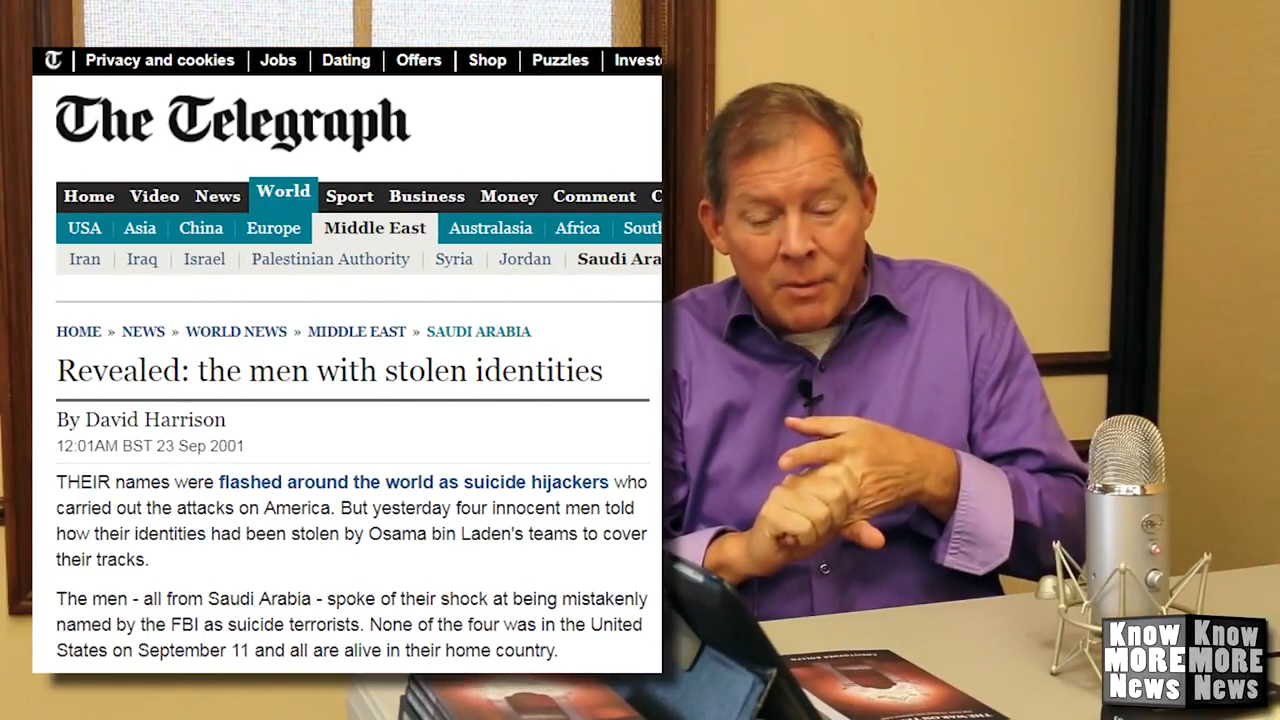 Privacy and cookies Jobs Dating Offers Shop Puzzles Invest
The Telegraph
Home Video News World Sport Business Money Comment C
USA Asia China Europe Middle East Australasia Africa South
Iran Iraq Israel Palestinian Authority Syria Jordan Saudi Ara
HOME » NEWS » WORLD NEWS » MIDDLE EAST » SAUDI ARABIA
Revealed: the men with stolen identities
By David Harrison
12:01AM BST 23 Sep 2001
THEIR names were flashed around the world as suicide hijackers who
carried out the attacks on America. But yesterday four innocent men told
how their identities had been stolen by Osama bin Laden's teams to cover
their tracks.
The men - all from Saudi Arabia - spoke of their shock at being mistakenly
named by the FBI as suicide terrorists. None of the four was in the United
States on September 11 and all are alive in their home country.
Know Know
MORE MORE
News News